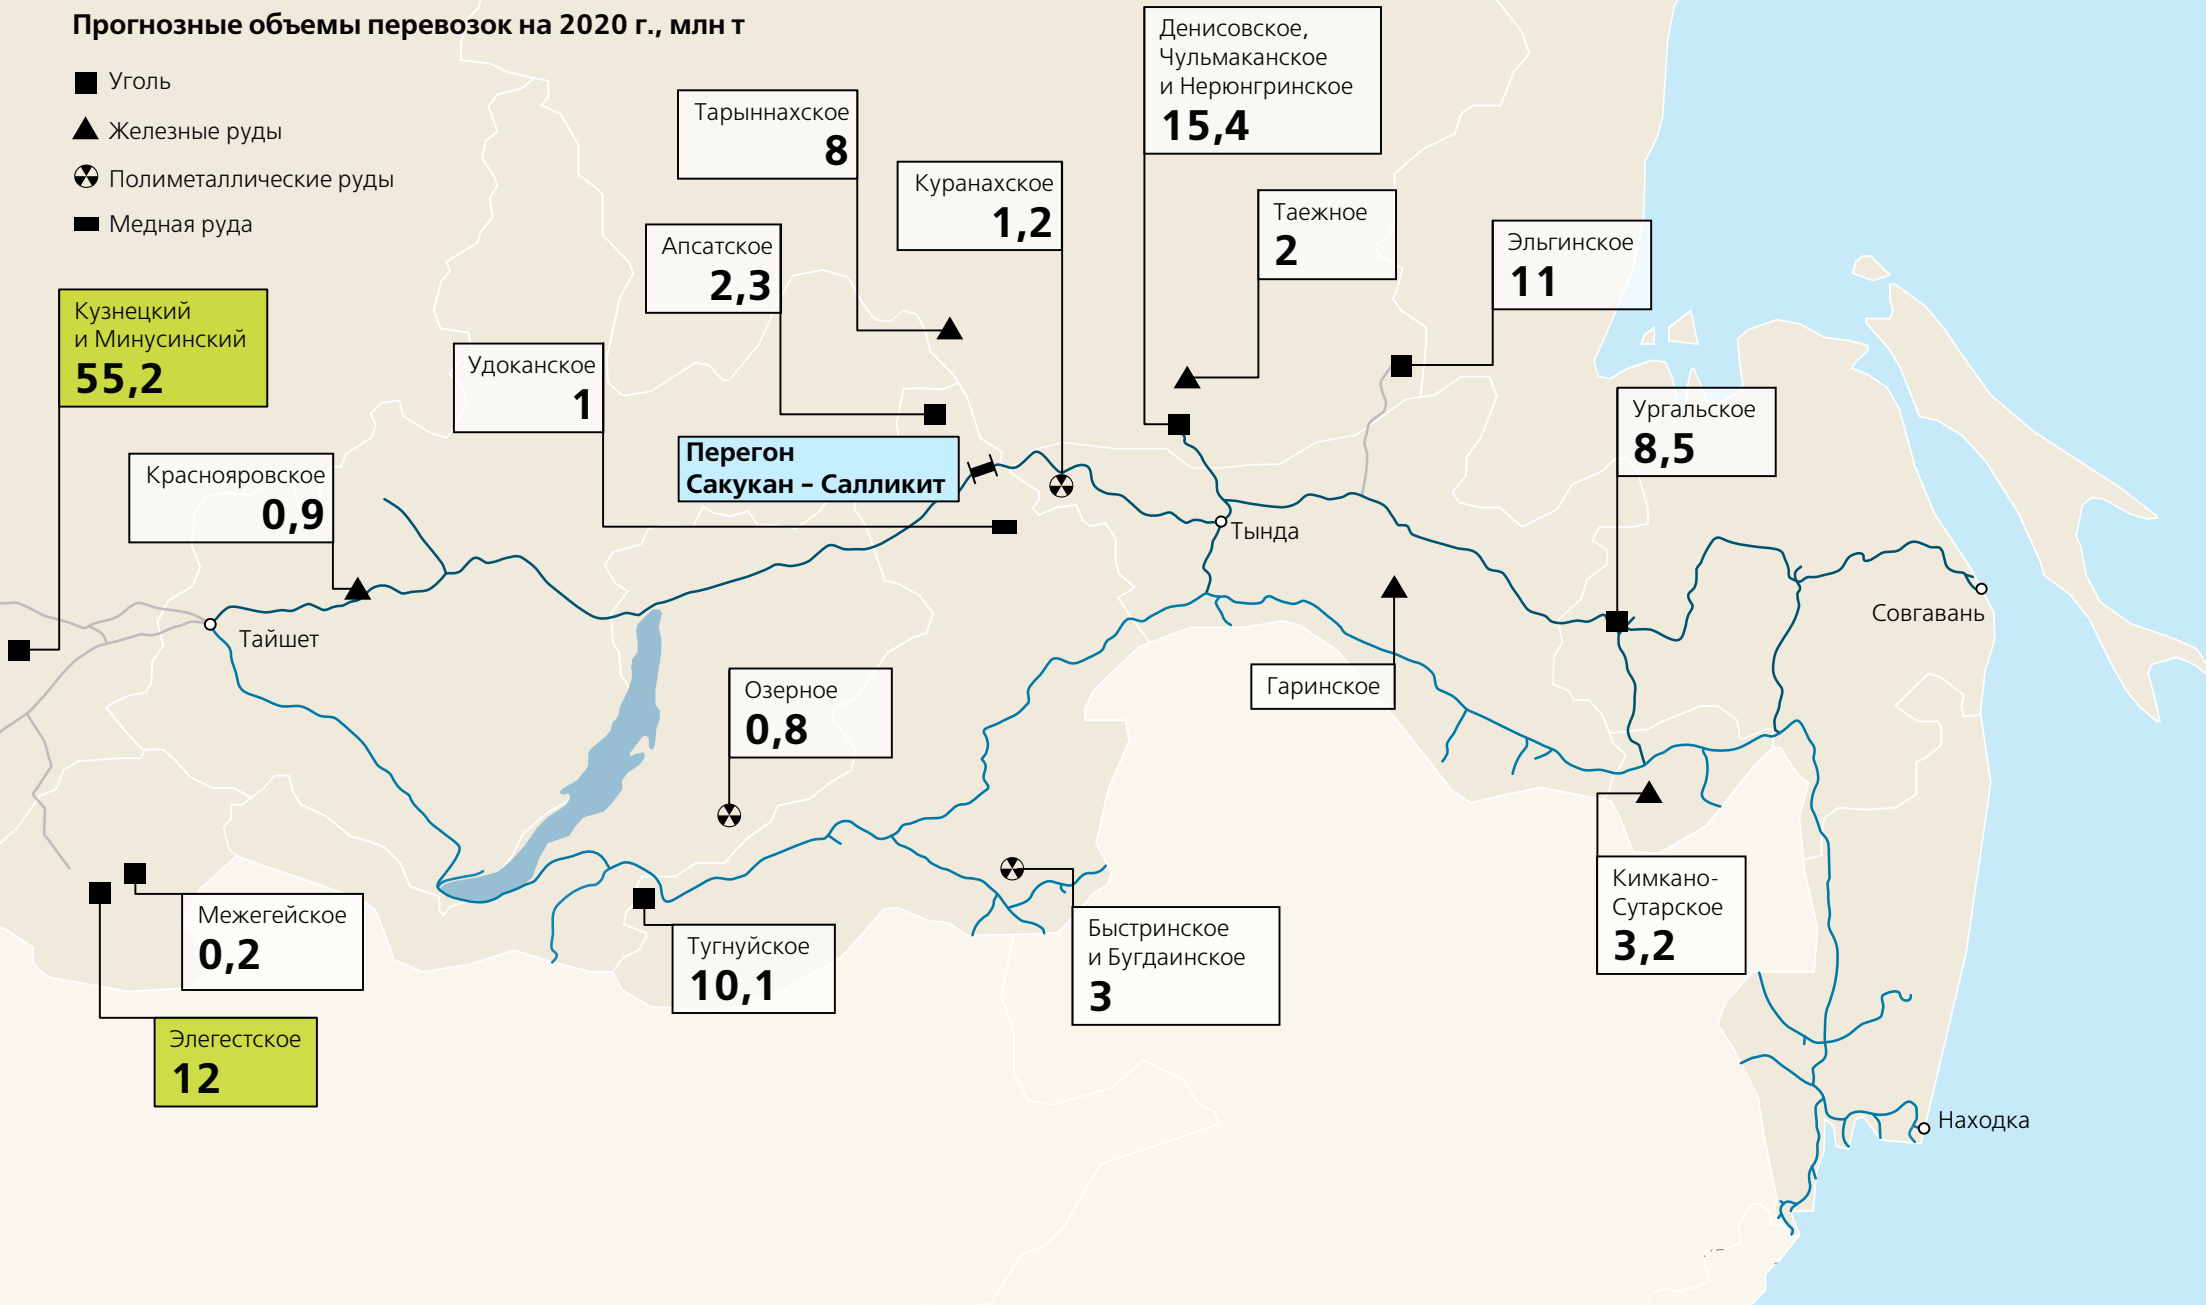 Прогнозные объемы перевозок на 2020 г., млн т
Уголь
Железные руды
Полиметаллические руды
Медная руда
Кузнецкий
и Минусинский
55,2
Краснояровское
0,9
Удоканское
1
Апсатское
2,3
Тарыннахское
8
Куранахское
1,2
Денисовское,
Чульмаканское
и Нерюнгринское
15,4
Таежное
2
Эльгинское
11
Ургальское
8,5
Перегон
Сакукан – Салликит
Тында
Совгавань
Тайшет
Гаринское
Озерное
0,8
Межегейское
0,2
Элегестское
12
Тугнуйское
10,1
Быстринское
и Бугдаинское
3
Кимкано-
Сутарское
3,2
Находка